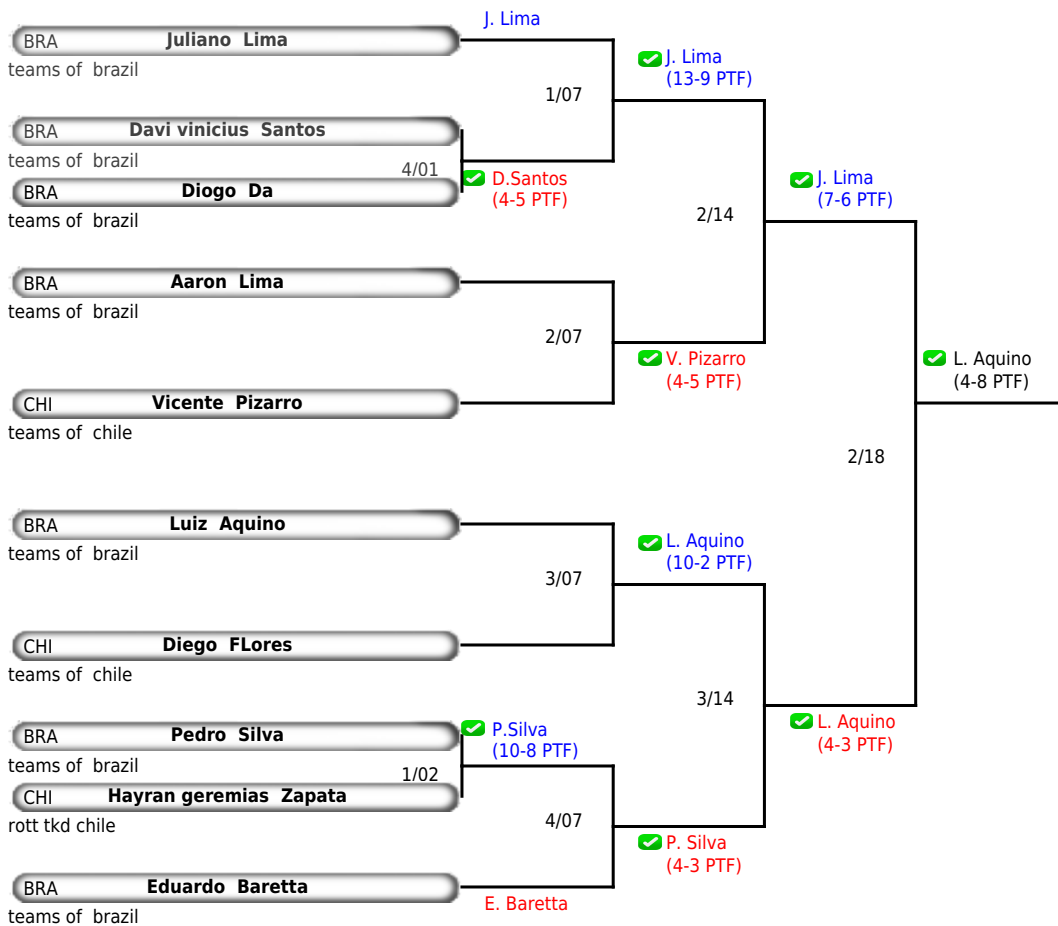 J. Lima
BRA Juliano Lima
teams of brazil
J. Lima
(13-9 PTF)
1/07
BRA Davi vinicius Santos
teams of brazil
4/01
D.Santos
(4-5 PTF)
BRA Diogo Da
teams of brazil
J. Lima
(7-6 PTF)
2/14
BRA Aaron Lima
teams of brazil
2/07
V. Pizarro
(4-5 PTF)
L. Aquino
(4-8 PTF)
CHI Vicente Pizarro
teams of chile
2/18
BRA Luiz Aquino
teams of brazil
L. Aquino
(10-2 PTF)
3/07
CHI Diego FLores
teams of chile
3/14
L. Aquino
(4-3 PTF)
BRA Pedro Silva
teams of brazil
P.Silva
(10-8 PTF)
1/02
CHI Hayran geremias Zapata
rott tkd chile
4/07
P. Silva
(4-3 PTF)
BRA Eduardo Baretta
teams of brazil
E. Baretta